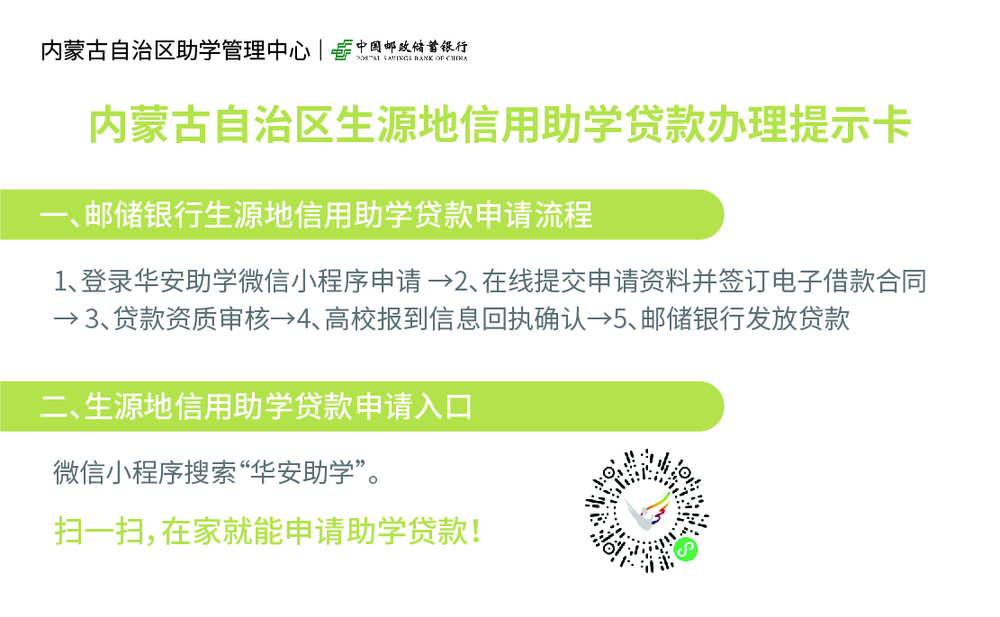 内蒙古自治区助学管理中心 | 中国邮政储蓄银行
POSTAL SAVINGS BANK OF CHINA
内蒙古自治区生源地信用助学贷款办理提示卡
一、邮储银行生源地信用助学贷款申请流程
1、登录华安助学微信小程序申请 →2、在线提交申请资料并签订电子借款合同
→ 3、贷款资质审核→4、高校报到信息回执确认→5、邮储银行发放贷款
二、生源地信用助学贷款申请入口
微信小程序搜索“华安助学”。
扫一扫，在家就能申请助学贷款！